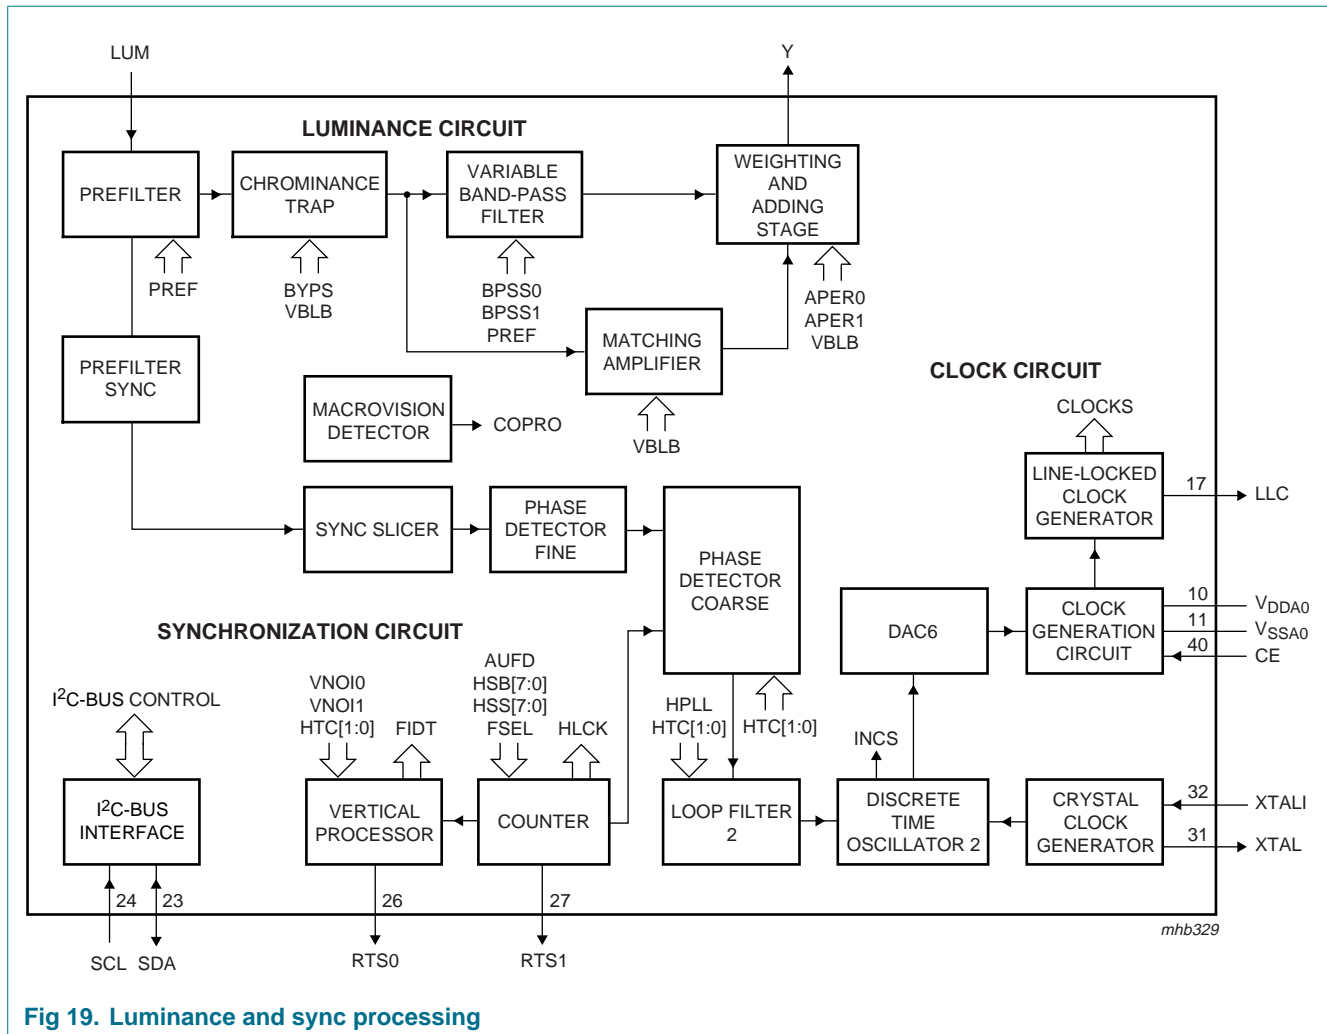 LUM
Y
LUMINANCE CIRCUIT
PREFILTER
CHROMINANCE
TRAP
VARIABLE
BAND-PASS
FILTER
WEIGHTING
AND
ADDING
STAGE
PREF
BYPS
VBLB
BPSS0
BPSS1
PREF
APER0
APER1
VBLB
PREFILTER
SYNC
MATCHING
AMPLIFIER
MACROVISION
DETECTOR
COPRO
VBLB
CLOCK CIRCUIT
CLOCKS
LINE-LOCKED
CLOCK
GENERATOR
17
LLC
SYNC SLICER
PHASE
DETECTOR
FINE
PHASE
DETECTOR
COARSE
DAC6
CLOCK
GENERATION
CIRCUIT
10
VDDA0
11
VSSA0
40
CE
SYNCHRONIZATION CIRCUIT
I2C-BUS CONTROL
VNOI0
VNOI1
HTC[1:0]
FIDT
AUFD
HSB[7:0]
HSS[7:0]
FSEL
HLCK
HPLL
HTC[1:0]
HTC[1:0]
INCS
I2C-BUS
INTERFACE
VERTICAL
PROCESSOR
COUNTER
LOOP FILTER
2
DISCRETE
TIME
OSCILLATOR 2
CRYSTAL
CLOCK
GENERATOR
32
XTALI
31
XTAL
24
23
26
27
SCL
SDA
RTS0
RTS1
mhb329
Fig 19. Luminance and sync processing